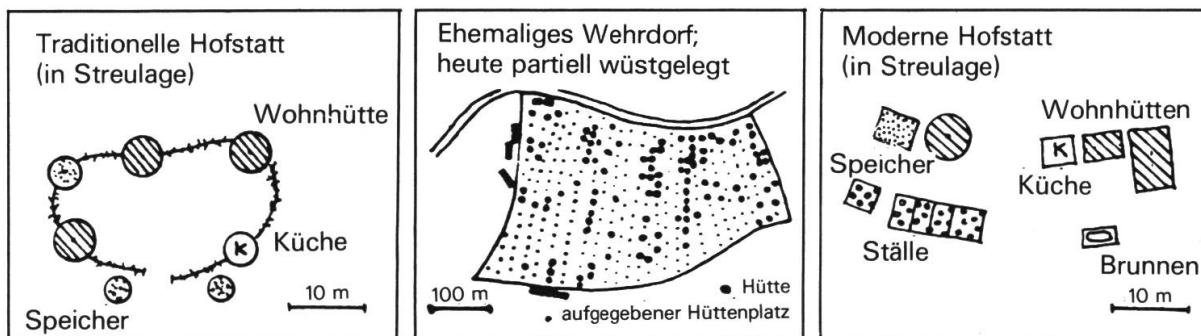 Traditionelle Hofstatt
(in Streulage)
Wohnhütte
K
Küche
Speicher
10 m
Ehemaliges Wehrdorf;
heute partiell wüstgelegt
100 m
Hütte
aufgegebener Hüttenplatz
Moderne Hofstatt
(in Streulage)
Wohnhütten
Speicher
K
Küche
Ställe
Brunnen
10 m